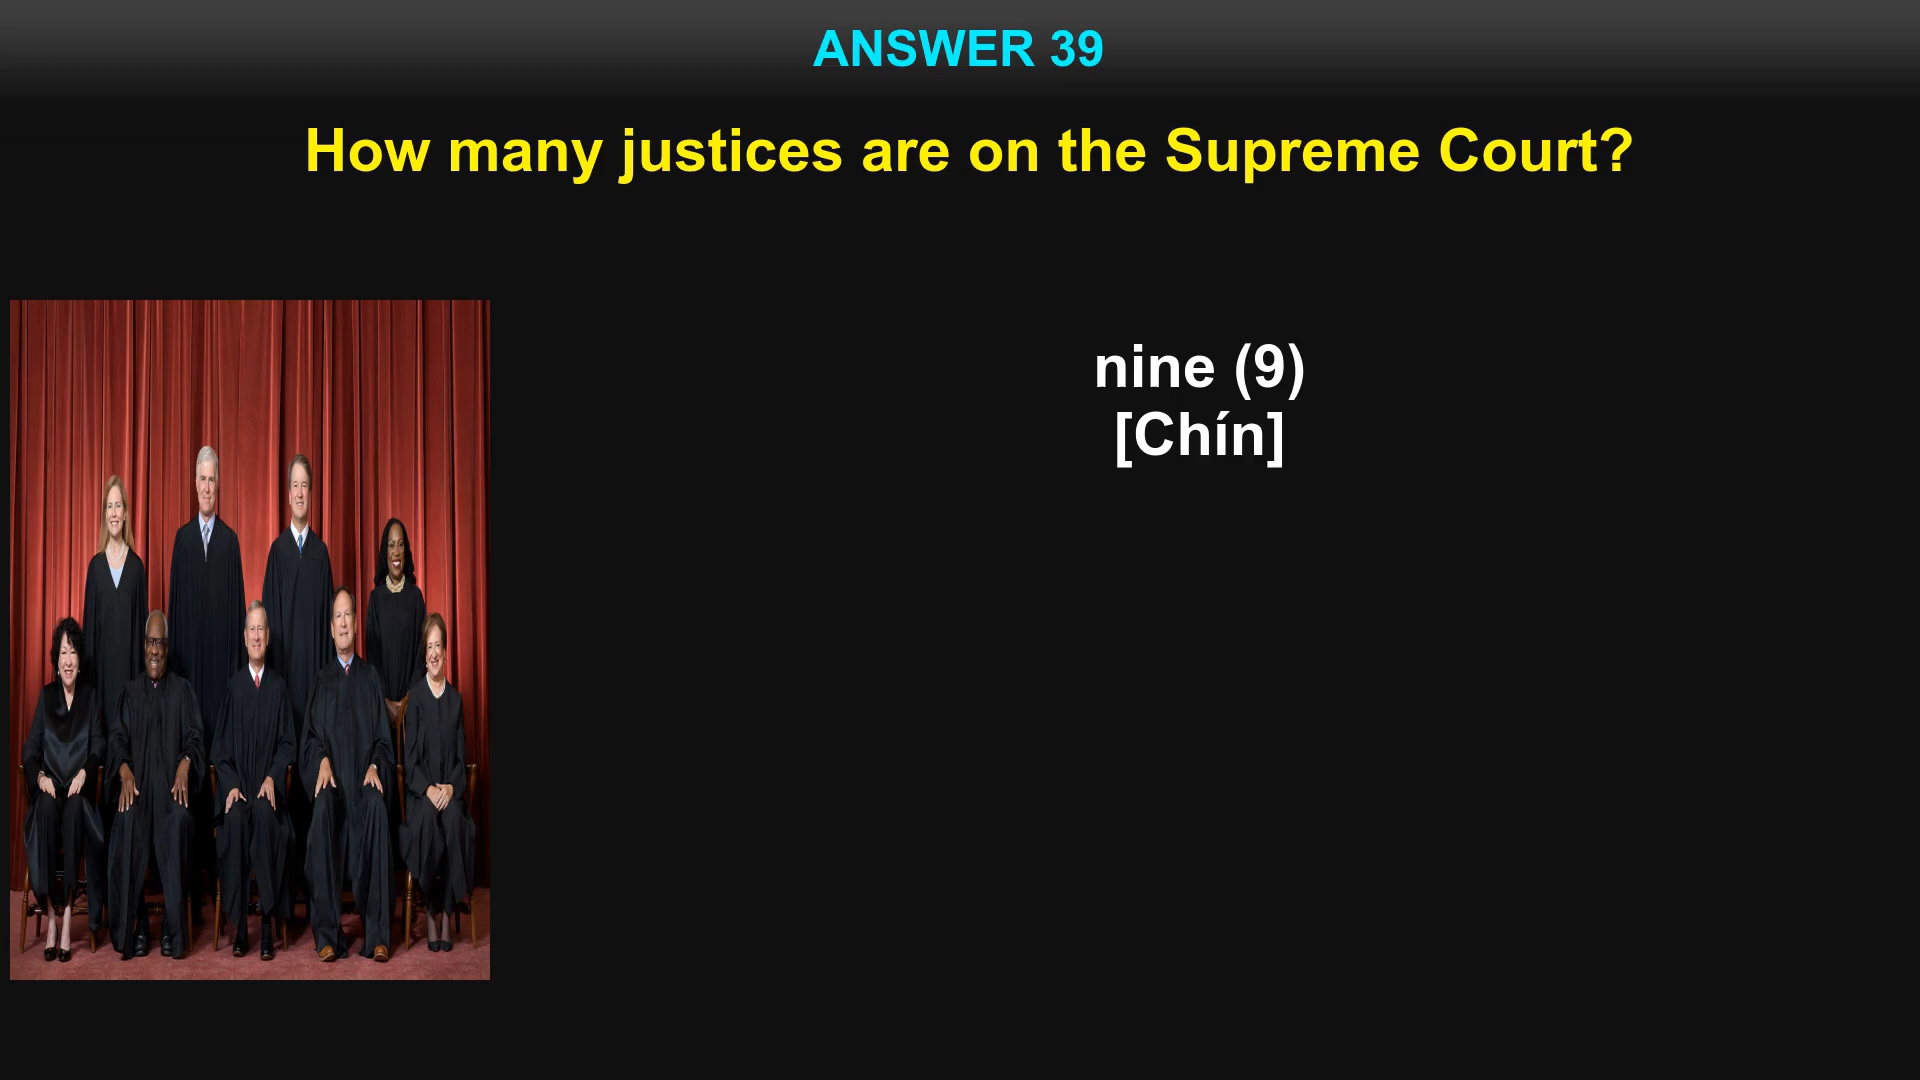 ANSWER 39
How many justices are on the Supreme Court?
nine (9)
[Chín]